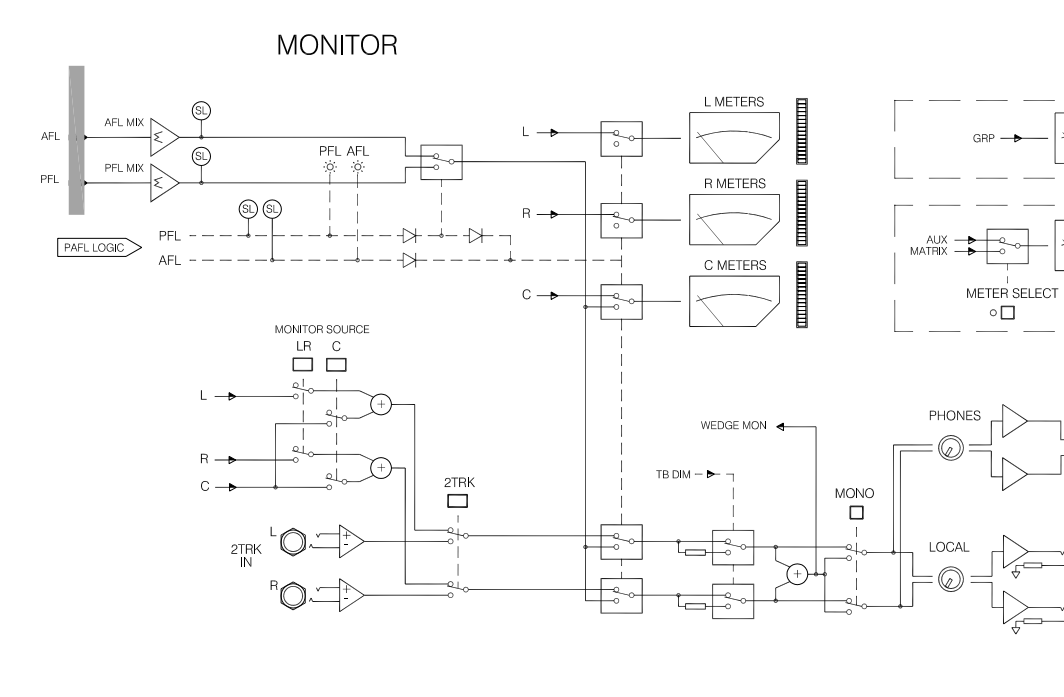 MONITOR
L METERS
AFL MIX
SL
AFL
L
GRP
PFL AFL
SL
PFL MIX
PFL
R METERS
SL SL
R
PFL
AUX
PAFL LOGIC
MATRIX
AFL
C METERS
C
METER SELECT
MONITOR SOURCE
LR C
L
PHONES
WEDGE MON
R
TB DIM
2TRK
C
MONO
L
2TRK
IN
LOCAL
R